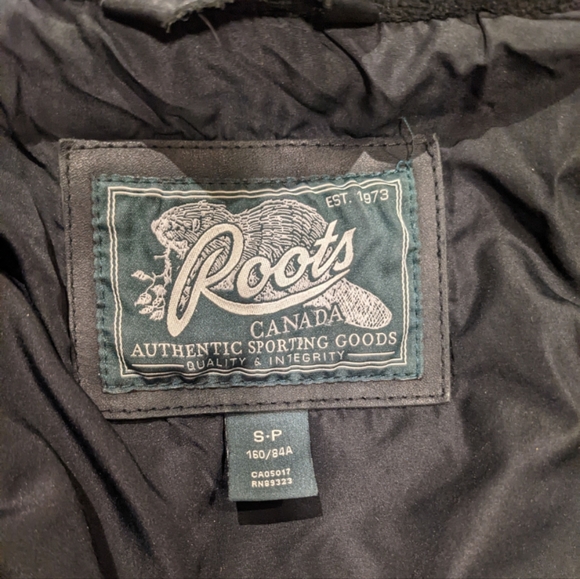 EST. 1973
Roots
CANADA
AUTHENTIC SPORTING GOODS
QUALITY & INTEGRITY
S-P
160/84A
CA05017
RN89323